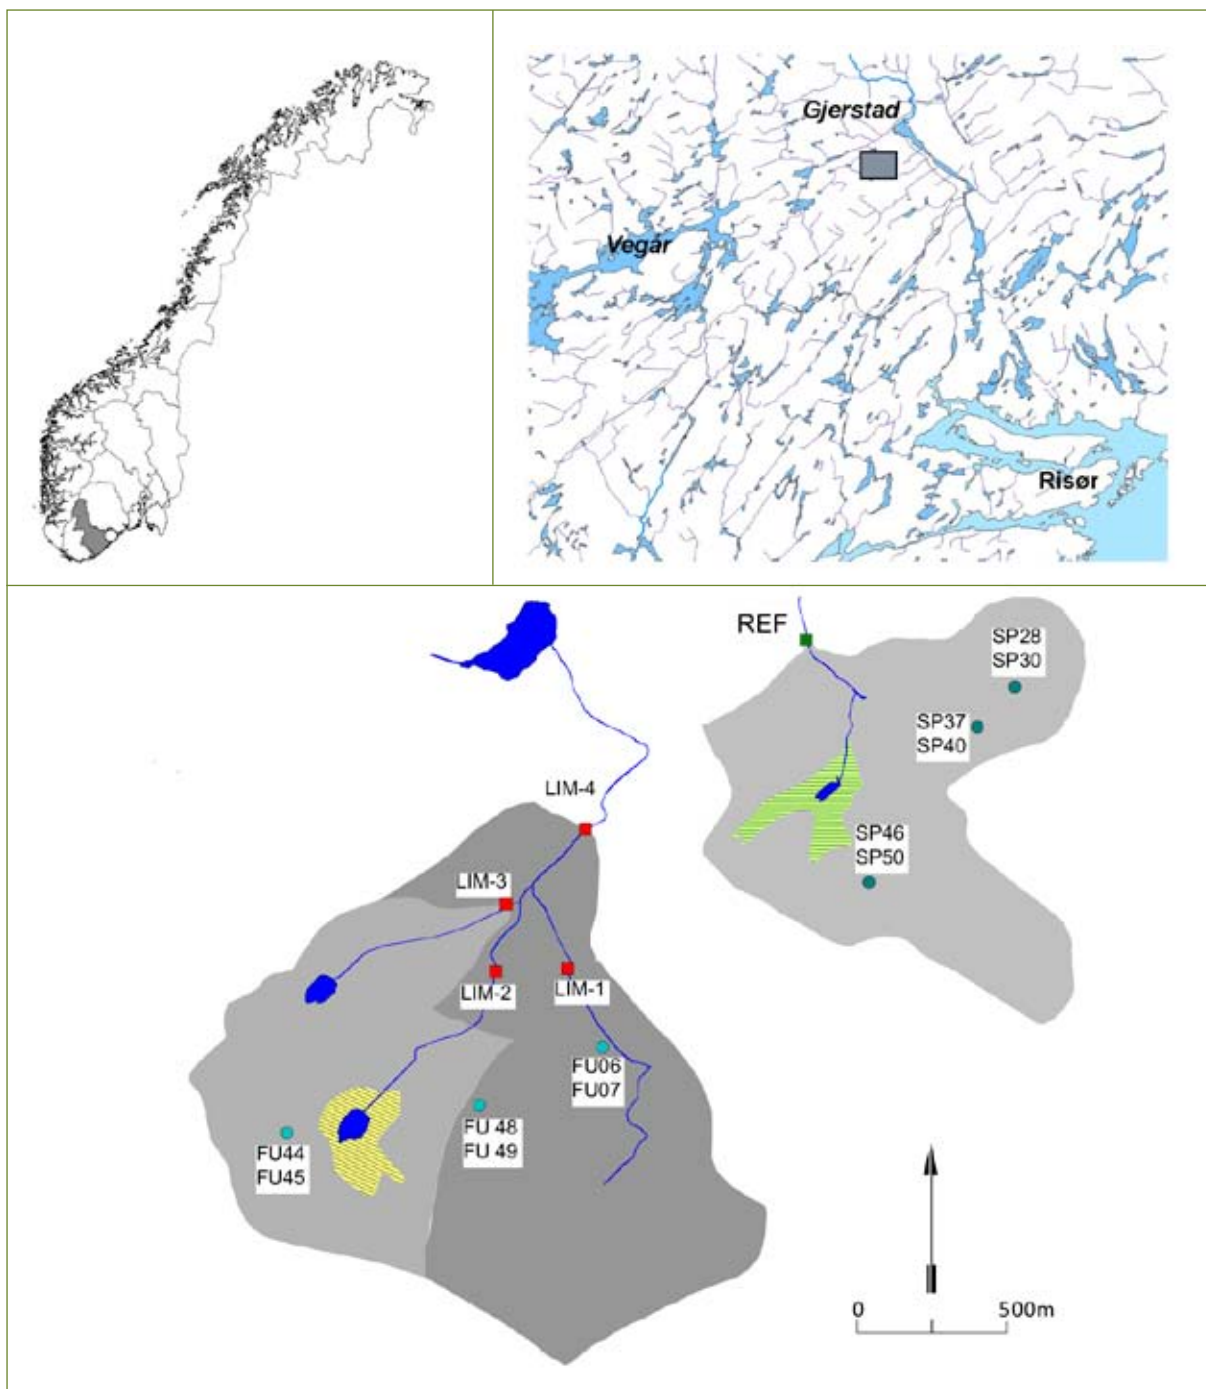 Gjerstad
Vegår
Risør
REF
SP28
SP30
SP37
SP40
LIM-4
SP46
SP50
LIM-3
LIM-2
LIM-1
FU06
FU07
FU 48
FU 49
FU44
FU45
0 500m